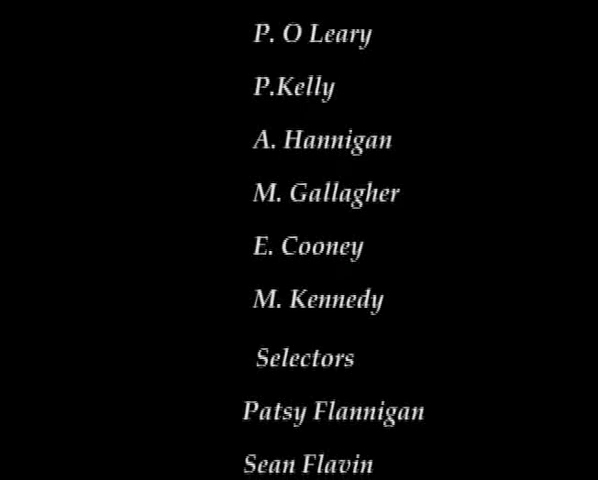 P. O Leary
P.Kelly
A. Hannigan
M. Gallagher
E. Cooney
M. Kennedy
Selectors
Patsy Flannigan
Sean Flavin